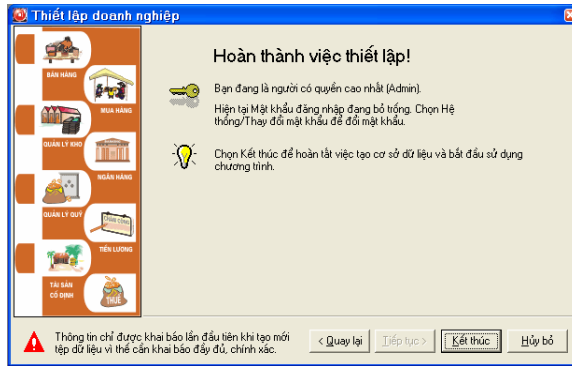 Thiết lập doanh nghiệp
BÁN HÀNG
MUA HÀNG
QUẢN LÝ KHO
NGÂN HÀNG
QUẢN LÝ QUỸ
CHẤM CÔNG
TIỀN LƯƠNG
TÀI SẢN
CỐ ĐỊNH
THUẾ
Hoàn thành việc thiết lập!
Bạn đang là người có quyền cao nhất (Admin).
Hiện tại Mật khẩu đăng nhập đang bỏ trống. Chọn Hệ
thống/Thay đổi mật khẩu để đổi mật khẩu.
Chọn Kết thúc để hoàn tất việc tạo cơ sở dữ liệu và bắt đầu sử dụng
chương trình.
Thông tin chỉ được khai báo lần đầu tiên khi tạo mới
tệp dữ liệu vì thế cần khai báo đầy đủ, chính xác.
< Quay lại
Tiếp tục >
Kết thúc
Hủy bỏ